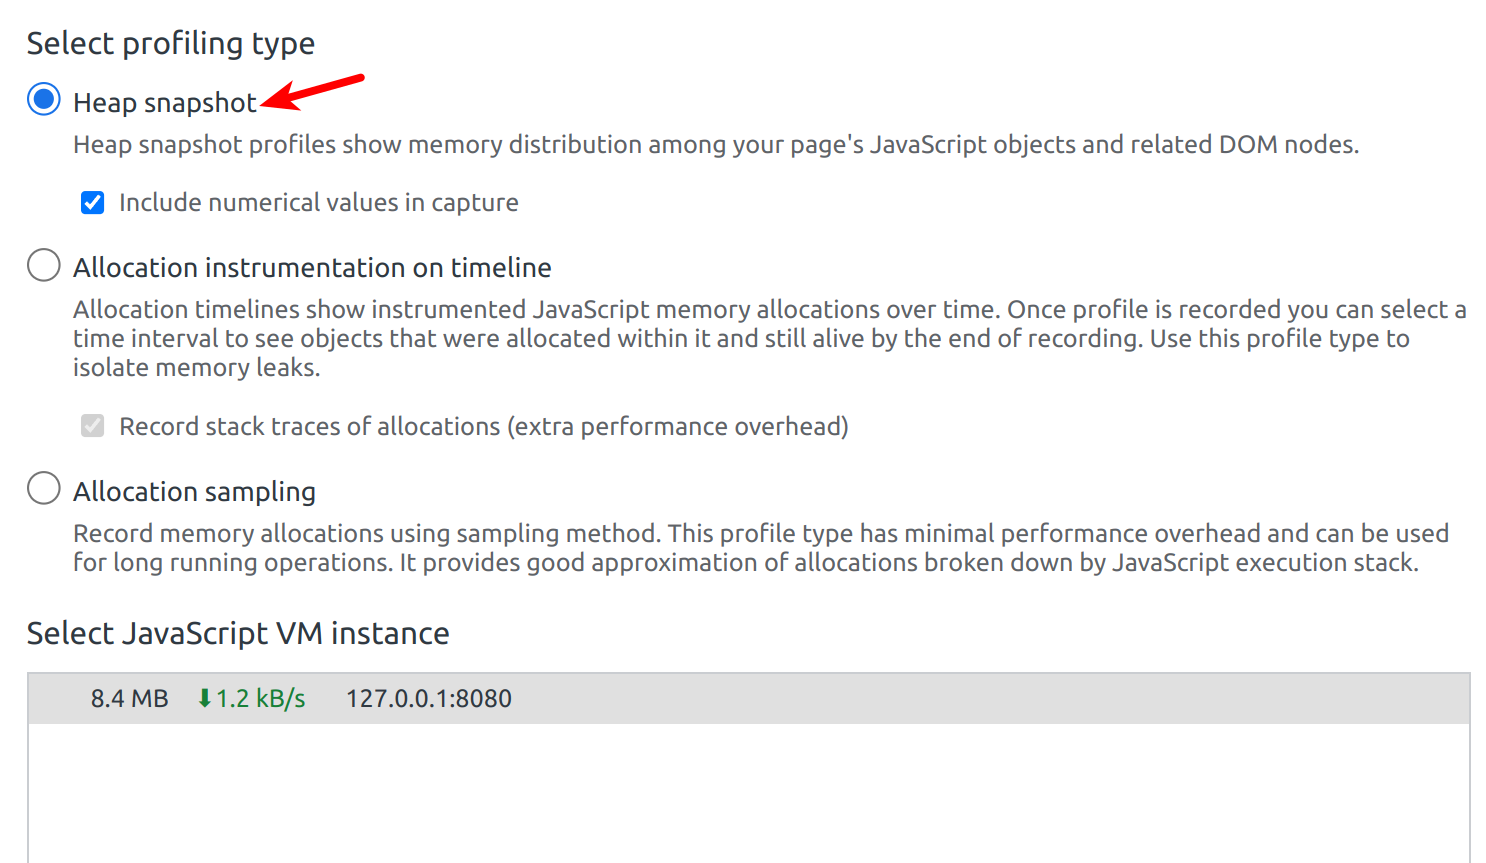 Select profiling type
Heap snapshot
Heap snapshot profiles show memory distribution among your page's JavaScript objects and related DOM nodes.
Include numerical values in capture
Allocation instrumentation on timeline
Allocation timelines show instrumented JavaScript memory allocations over time. Once profile is recorded you can select a
time interval to see objects that were allocated within it and still alive by the end of recording. Use this profile type to
isolate memory leaks.
Record stack traces of allocations (extra performance overhead)
Allocation sampling
Record memory allocations using sampling method. This profile type has minimal performance overhead and can be used
for long running operations. It provides good approximation of allocations broken down by JavaScript execution stack.
Select JavaScript VM instance
8.4 MB ⬇1.2 kB/s 127.0.0.1:8080